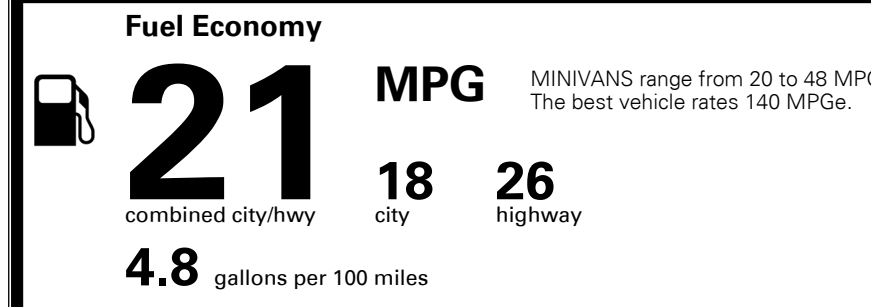 Fuel Economy
21
MPG
MINIVANS range from 20 to 48 MPG
The best vehicle rates 140 MPGe.
18
26
combined city/hwy
city
highway
4.8 gallons per 100 miles